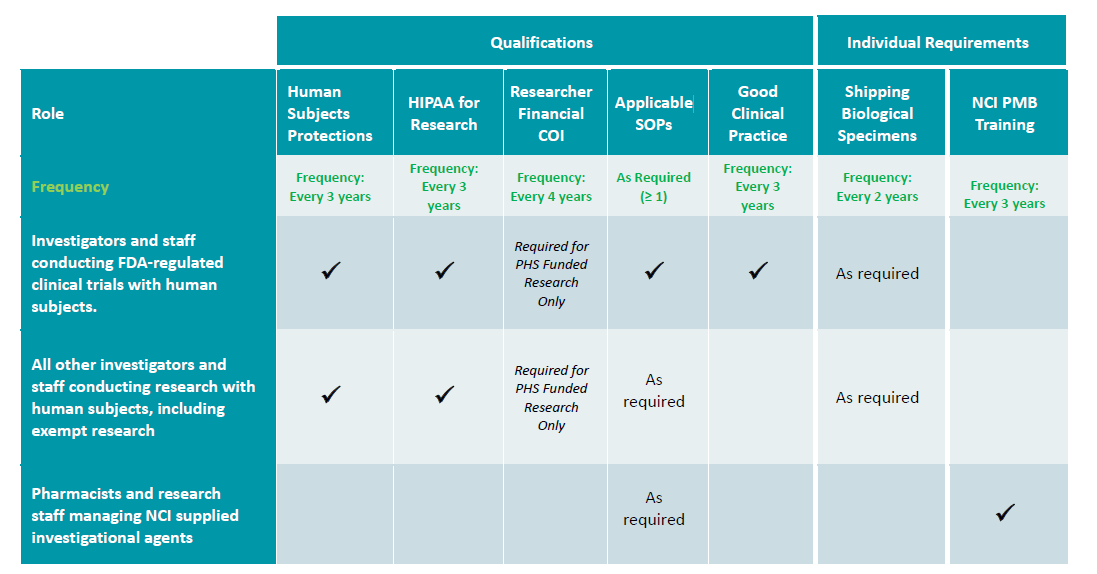 Qualifications
Individual Requirements
Role
Human
Subjects
Protections
HIPAA for
Research
Researcher
Financial
COI
Applicable
SOPs
Good
Clinical
Practice
Shipping
Biological
Specimens
NCI PMB
Training
Frequency
Frequency:
Every 3 years
Frequency:
Every 3
years
Frequency:
Every 4 years
As Required
(≥ 1)
Frequency:
Every 3
years
Frequency:
Every 2 years
Frequency:
Every 3 years
Investigators and staff
conducting FDA-regulated
clinical trials with human
subjects.
✓
✓
Required for
PHS Funded
Research
Only
✓
✓
As required
All other investigators and
staff conducting research with
human subjects, including
exempt research
✓
✓
Required for
PHS Funded
Research
Only
As
required
As required
Pharmacists and research
staff managing NCI supplied
investigational agents
As
required
✓